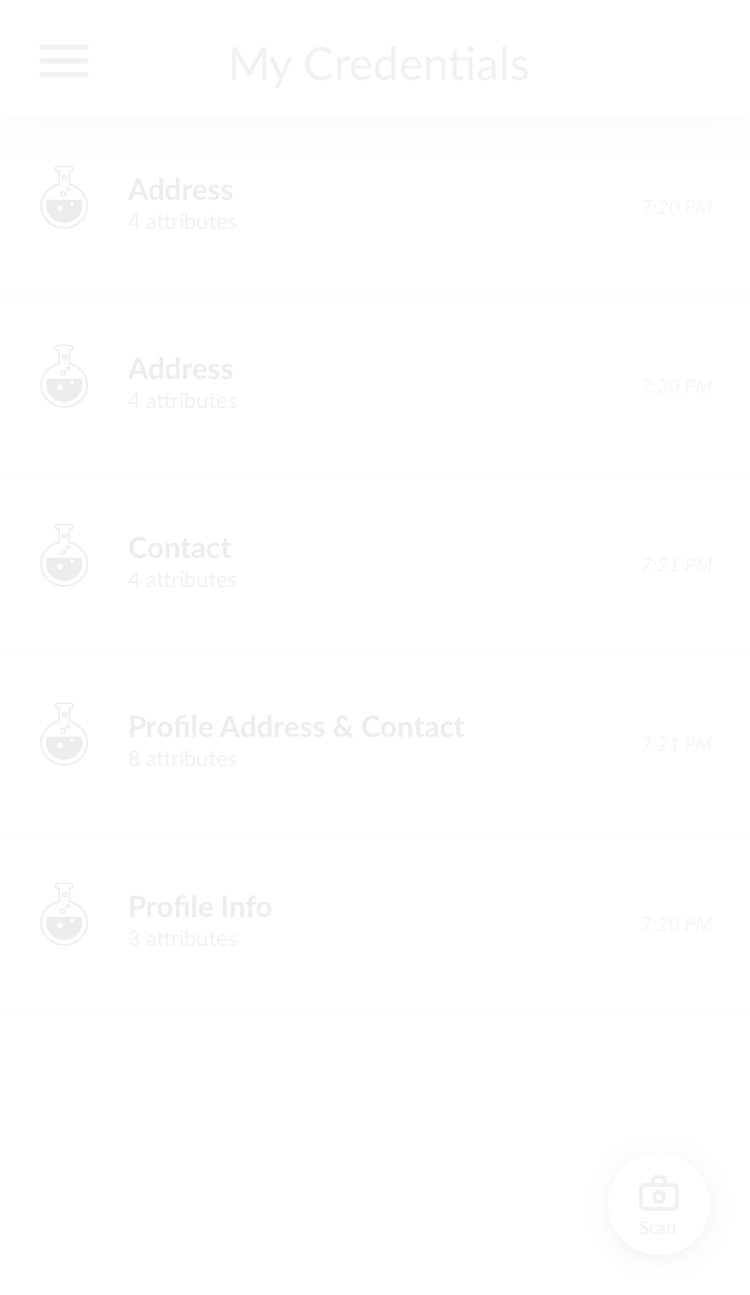 My Credentials
Address
4 attributes
7:20 PM
Address
4 attributes
7:30 PM
Contact
4 attributes
7:21 PM
Profile Address & Contact
8 attributes
7:21 PM
Profile Info
3 attributes
7:20 PM
Scan